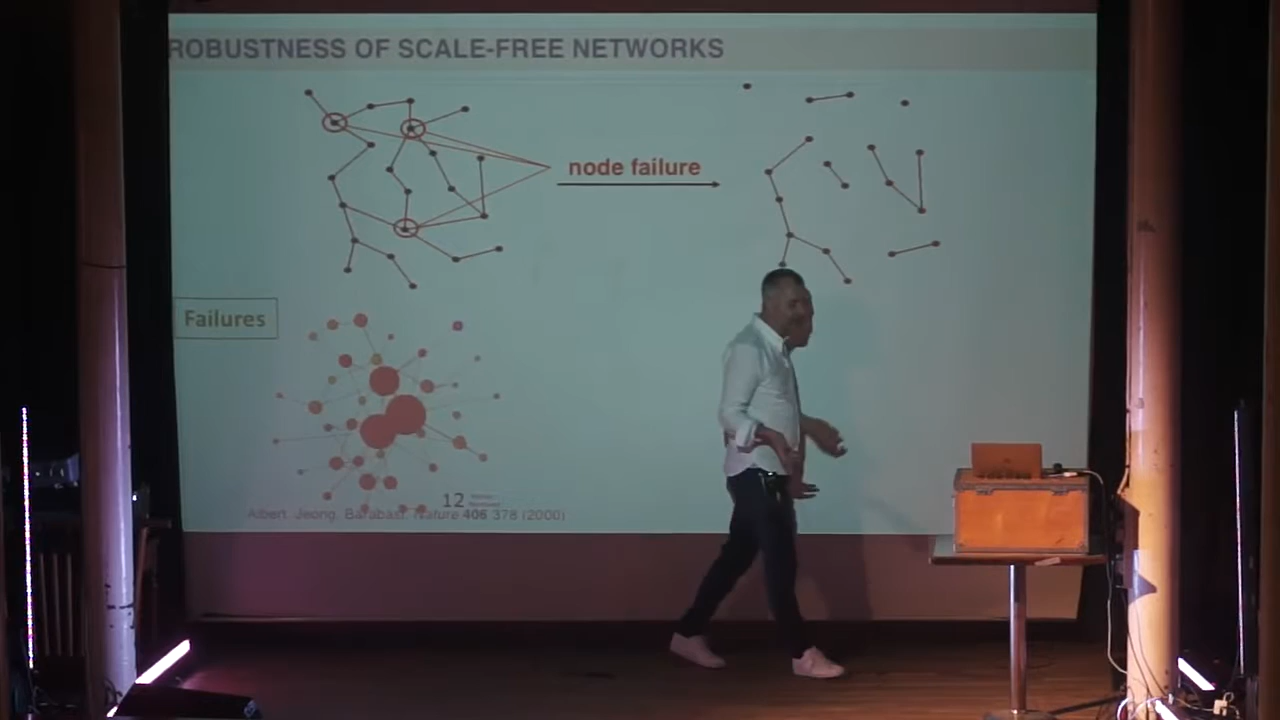 ROBUSTNESS OF SCALE-FREE NETWORKS
node failure
Failures
12
Albert, Jeong, Barabasi, Nature 406 378 (2000)